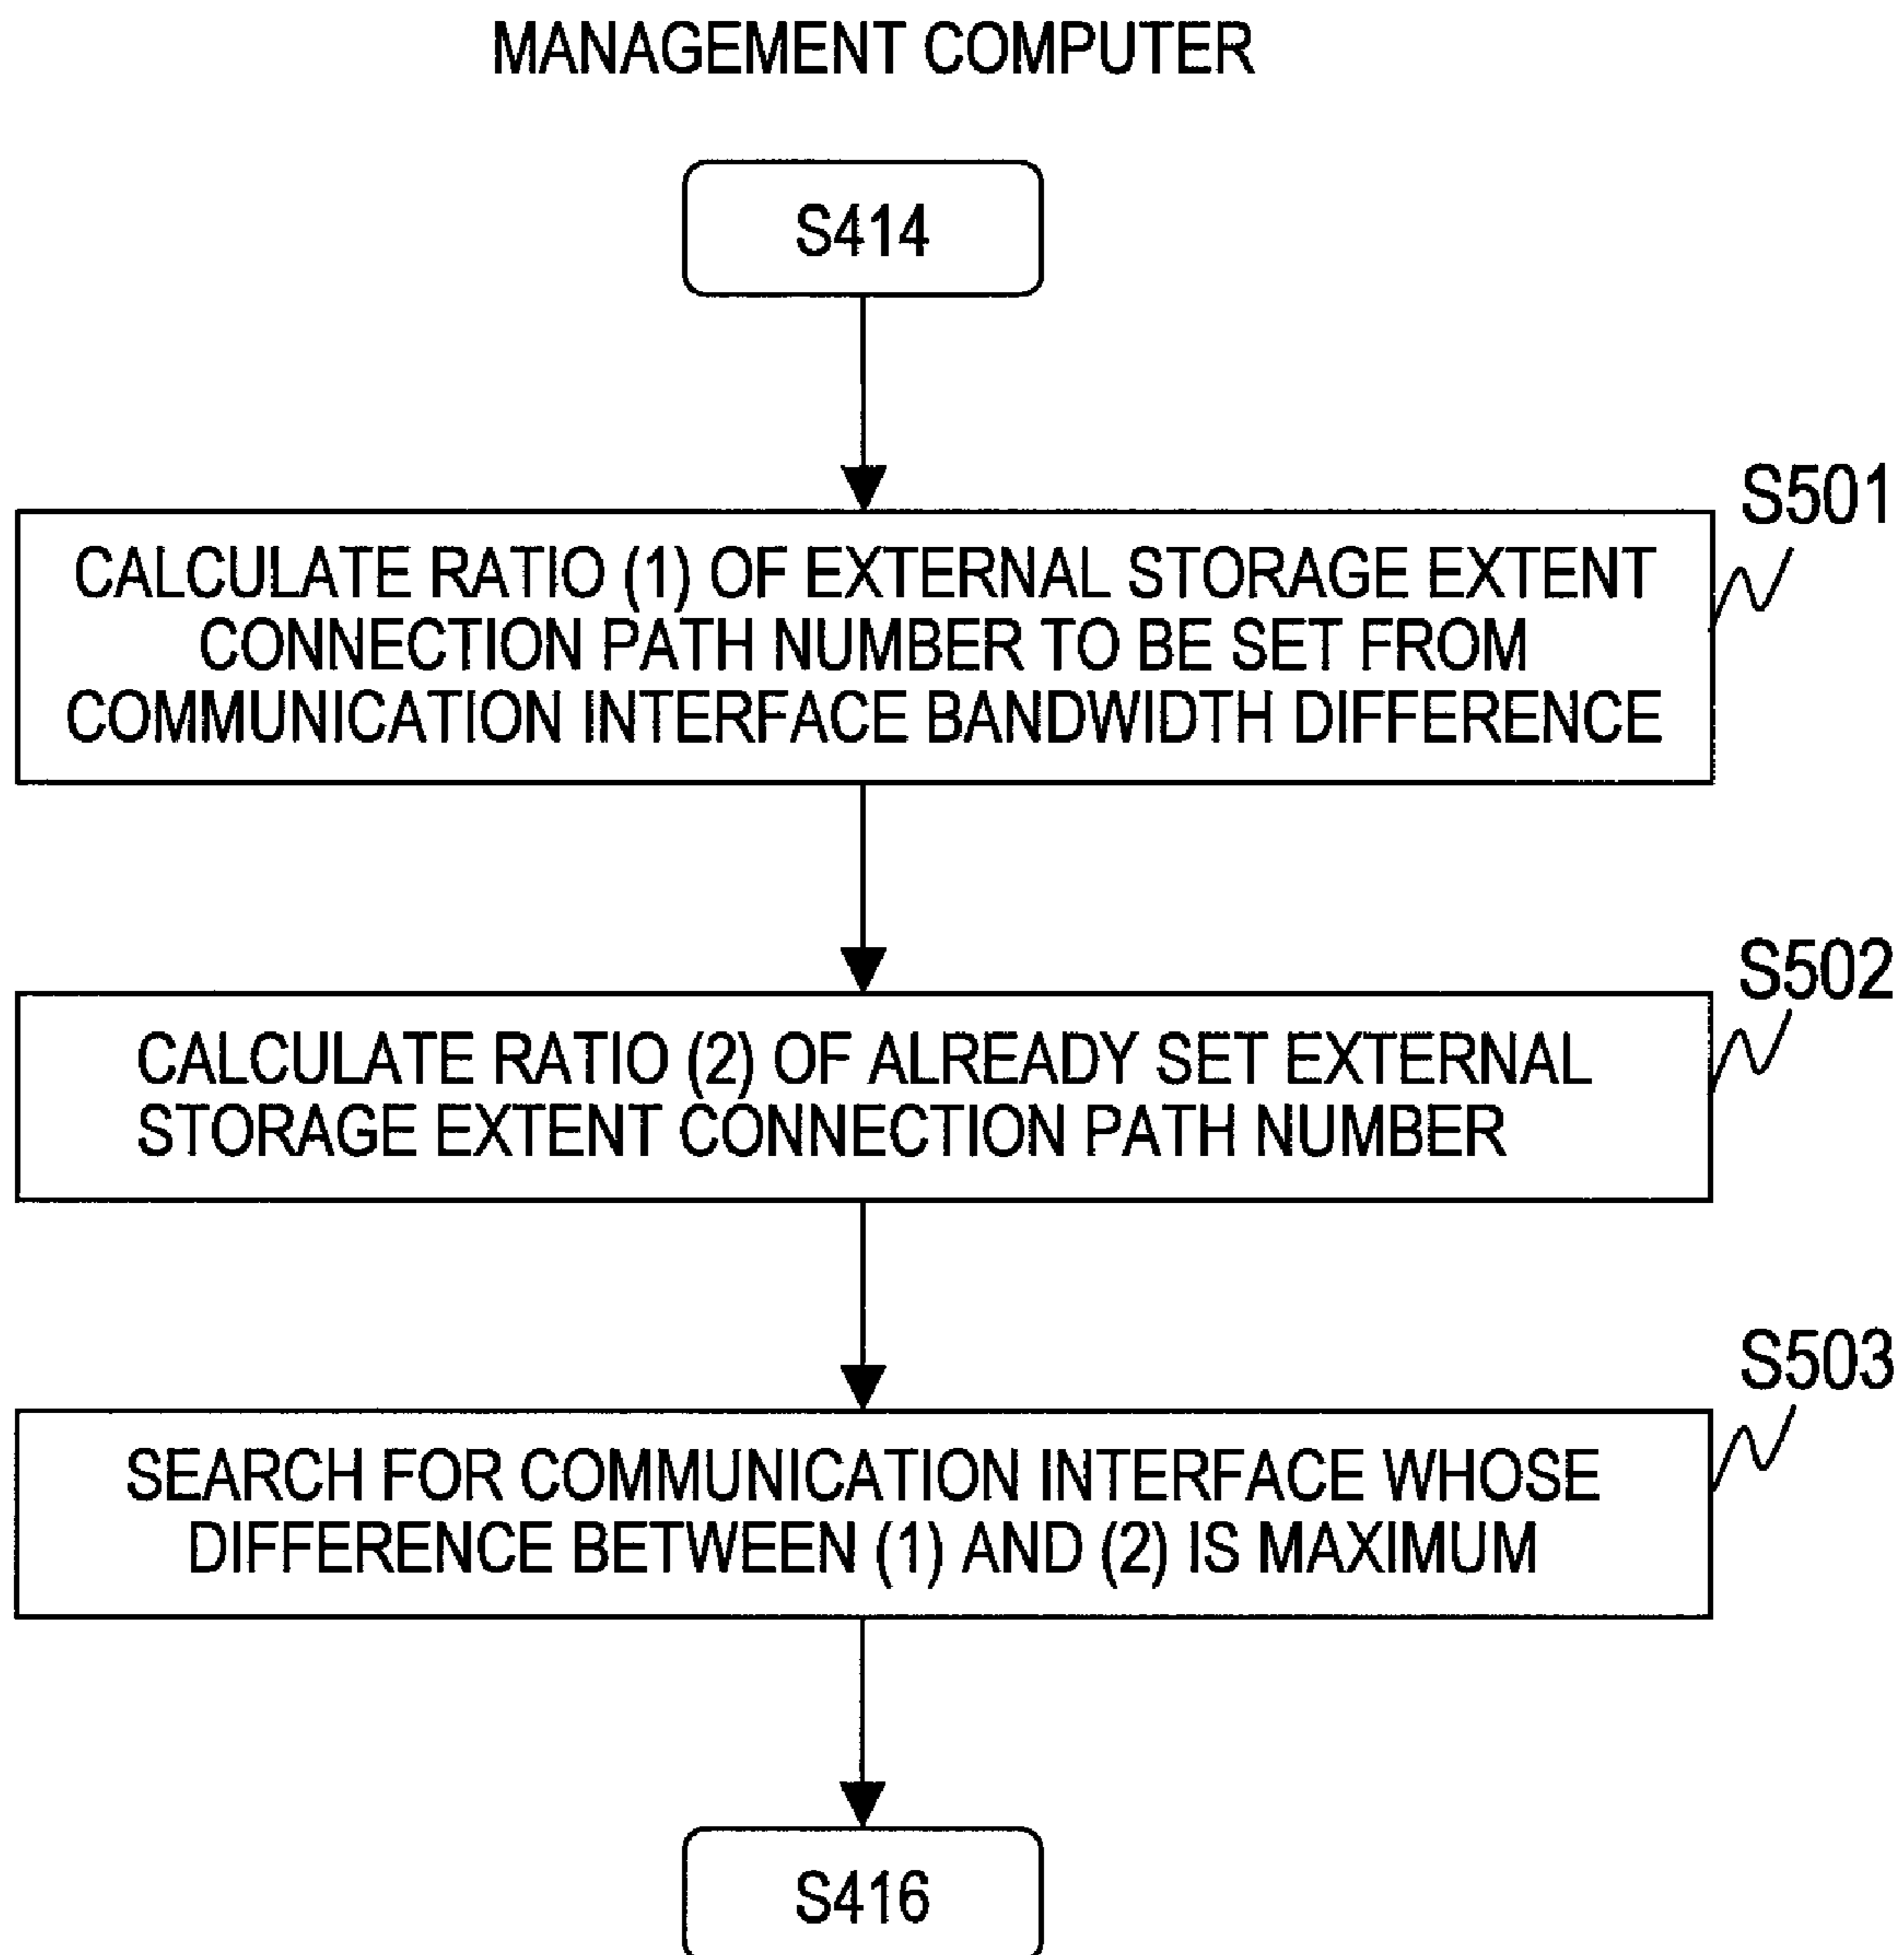 MANAGEMENT COMPUTER
S414
S501
CALCULATE RATIO (1) OF EXTERNAL STORAGE EXTENT
CONNECTION PATH NUMBER TO BE SET FROM
COMMUNICATION INTERFACE BANDWIDTH DIFFERENCE
S502
CALCULATE RATIO (2) OF ALREADY SET EXTERNAL
STORAGE EXTENT CONNECTION PATH NUMBER
S503
SEARCH FOR COMMUNICATION INTERFACE WHOSE
DIFFERENCE BETWEEN (1) AND (2) IS MAXIMUM
S416